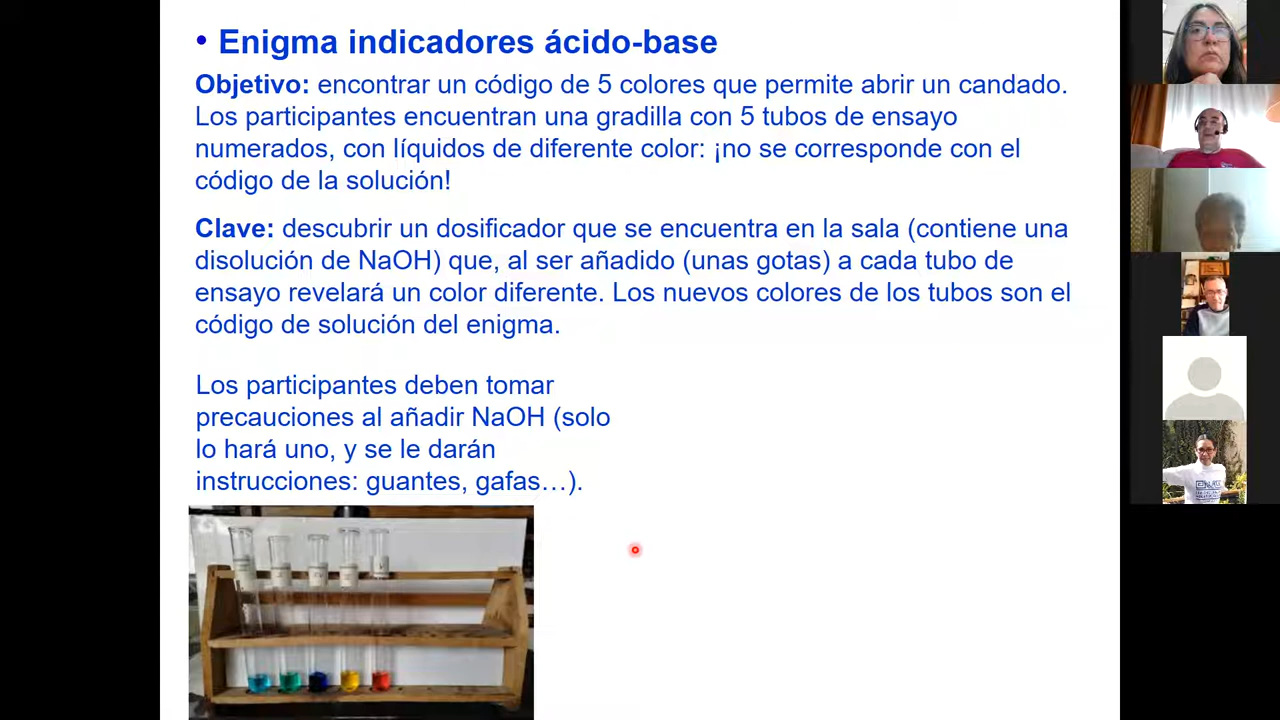 • Enigma indicadores ácido-base
Objetivo: encontrar un código de 5 colores que permite abrir un candado.
Los participantes encuentran una gradilla con 5 tubos de ensayo
numerados, con líquidos de diferente color: ¡no se corresponde con el
código de la solución!
Clave: descubrir un dosificador que se encuentra en la sala (contiene una
disolución de NaOH) que, al ser añadido (unas gotas) a cada tubo de
ensayo revelará un color diferente. Los nuevos colores de los tubos son el
código de solución del enigma.
Los participantes deben tomar
precauciones al añadir NaOH (solo
lo hará uno, y se le darán
instrucciones: guantes, gafas…).